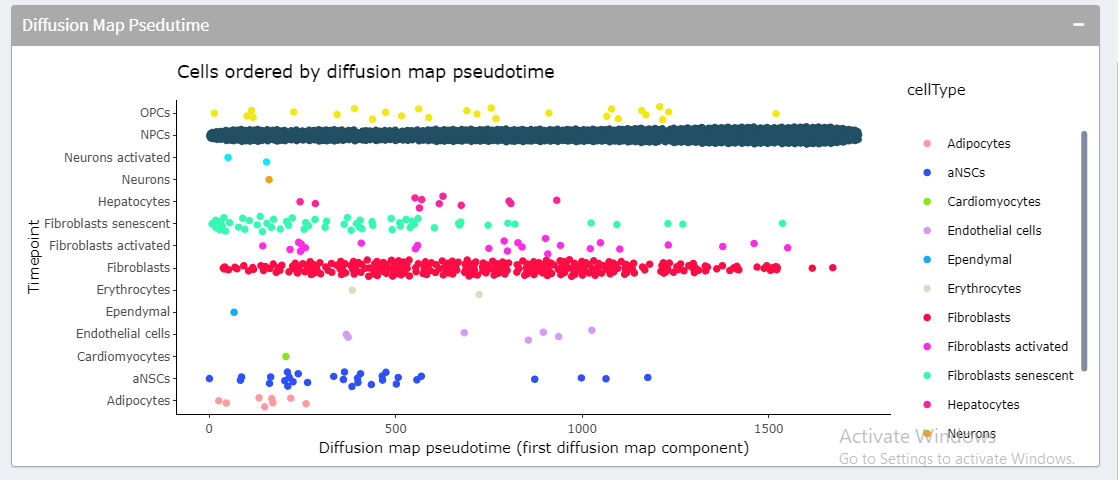 Diffusion Map Psedutime
Cells ordered by diffusion map pseudotime
cellType
OPCs
NPCs
Neurons activated
Neurons
Hepatocytes
Fibroblasts senescent
Fibroblasts activated
Fibroblasts
Erythrocytes
Ependymal
Endothelial cells
Cardiomyocytes
aNSCs
Adipocytes
Timepoint
0
500
1000
1500
Diffusion map pseudotime (first diffusion map component)
Adipocytes
aNSCs
Cardiomyocytes
Endothelial cells
Ependymal
Erythrocytes
Fibroblasts
Fibroblasts activated
Fibroblasts senescent
Hepatocytes
Neurons
Activate Windows
Go to Settings to activate Windows.